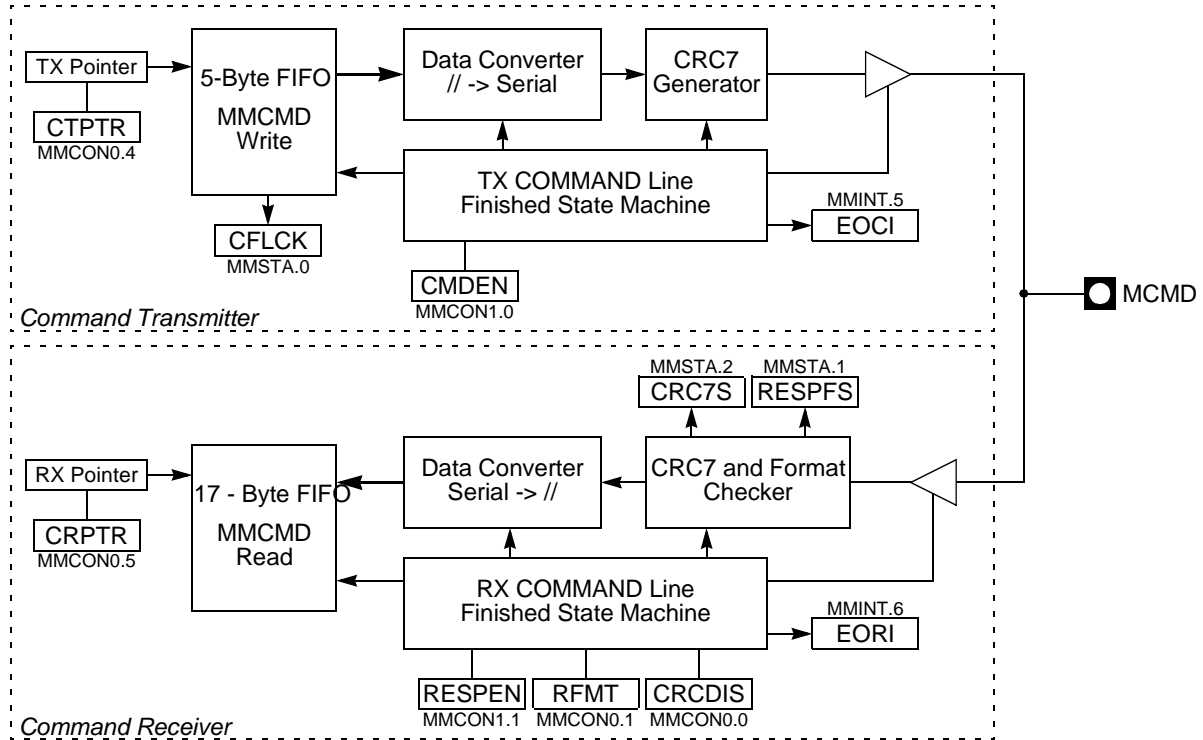 TX Pointer
CTPTR
MMCON0.4
5-Byte FIFO
MMCMD
Write
CFLCK
MMSTA.0
Data Converter
// -> Serial
CRC7
Generator
TX COMMAND Line
Finished State Machine
MMINT.5
EOCI
CMDEN
MMCON1.0
Command Transmitter
MCMD
MMSTA.2
CRC7S
MMSTA.1
RESPFS
RX Pointer
CRPTR
MMCON0.5
17 - Byte FIFO
MMCMD
Read
Data Converter
Serial -> //
CRC7 and Format
Checker
RX COMMAND Line
Finished State Machine
MMINT.6
EORI
RESPEN
MMCON1.1
RFMT
MMCON0.1
CRCDIS
MMCON0.0
Command Receiver